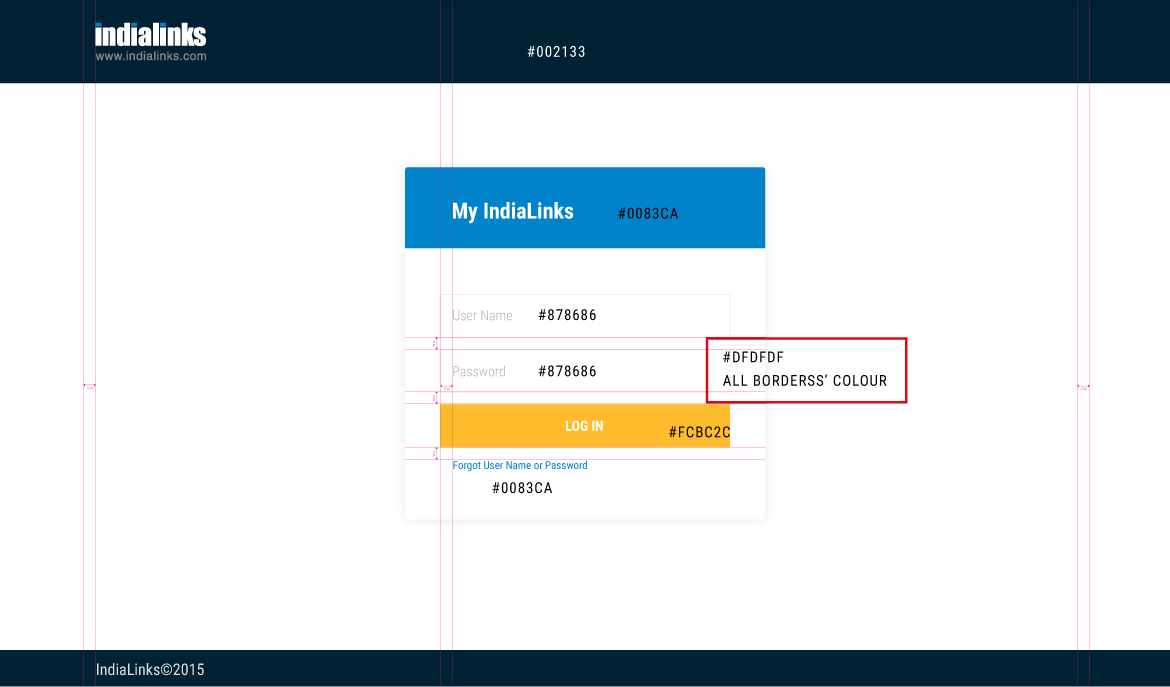 indialinks
www.indialinks.com
#002133
My IndiaLinks
#0083CA
User Name
#878686
#DFDFDF
ALL BORDERSS’ COLOUR
Password
#878686
LOG IN
#FCBC2C
Forgot User Name or Password
#0083CA
IndiaLinks©2015